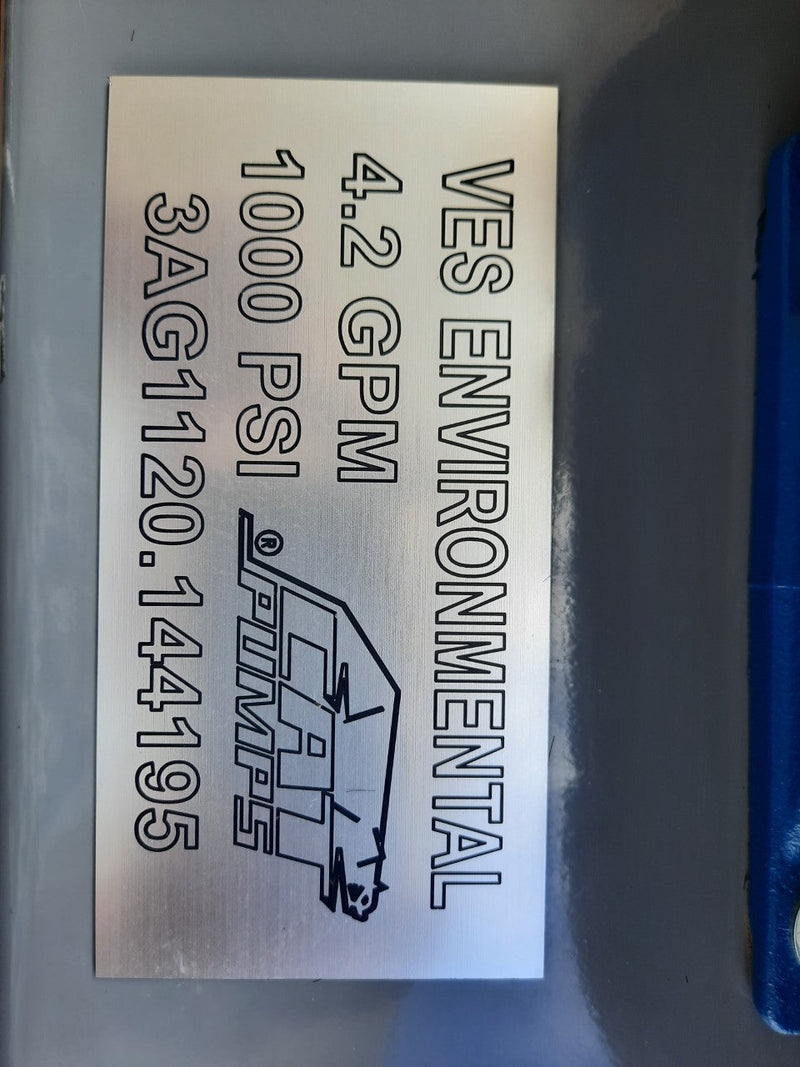 VES ENVIRONMENTAL
4.2 GPM
1000 PSI
CAT
PUMPS®
3AG1120.144195